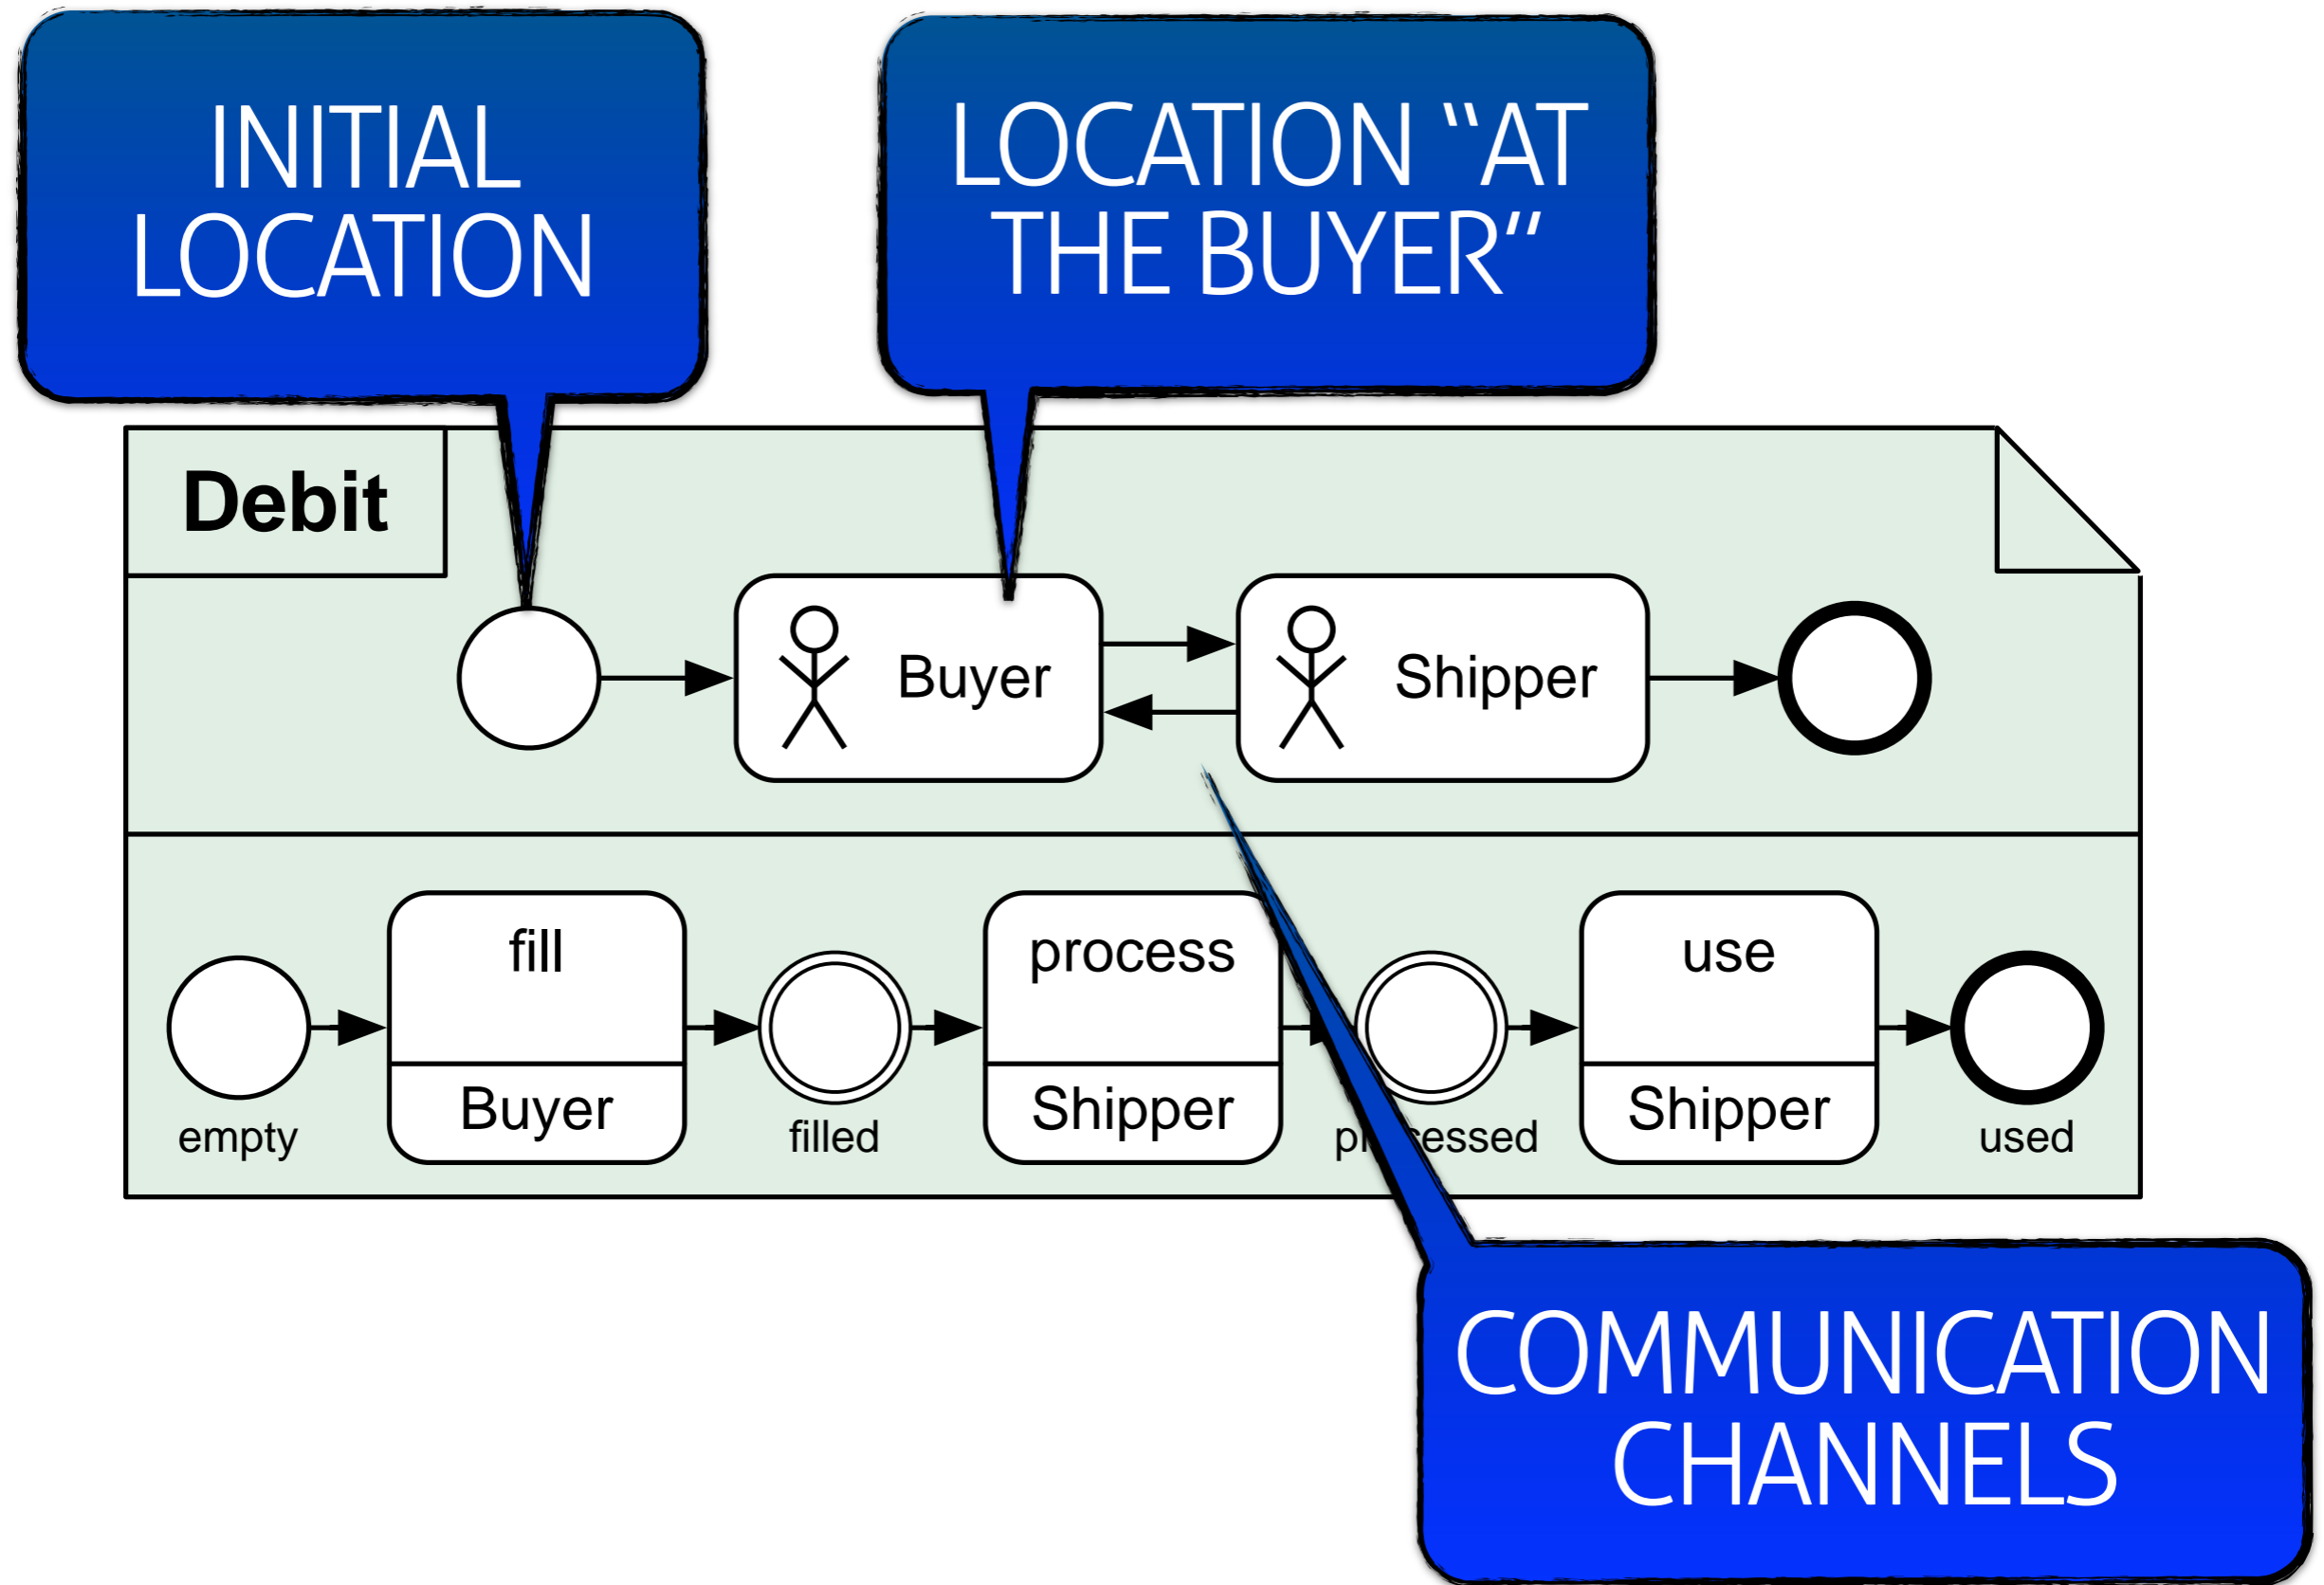 INITIAL
LOCATION
LOCATION “AT
THE BUYER”
Debit
Buyer
Shipper
fill
Buyer
process
Shipper
use
Shipper
empty
filled
processed
used
COMMUNICATION
CHANNELS